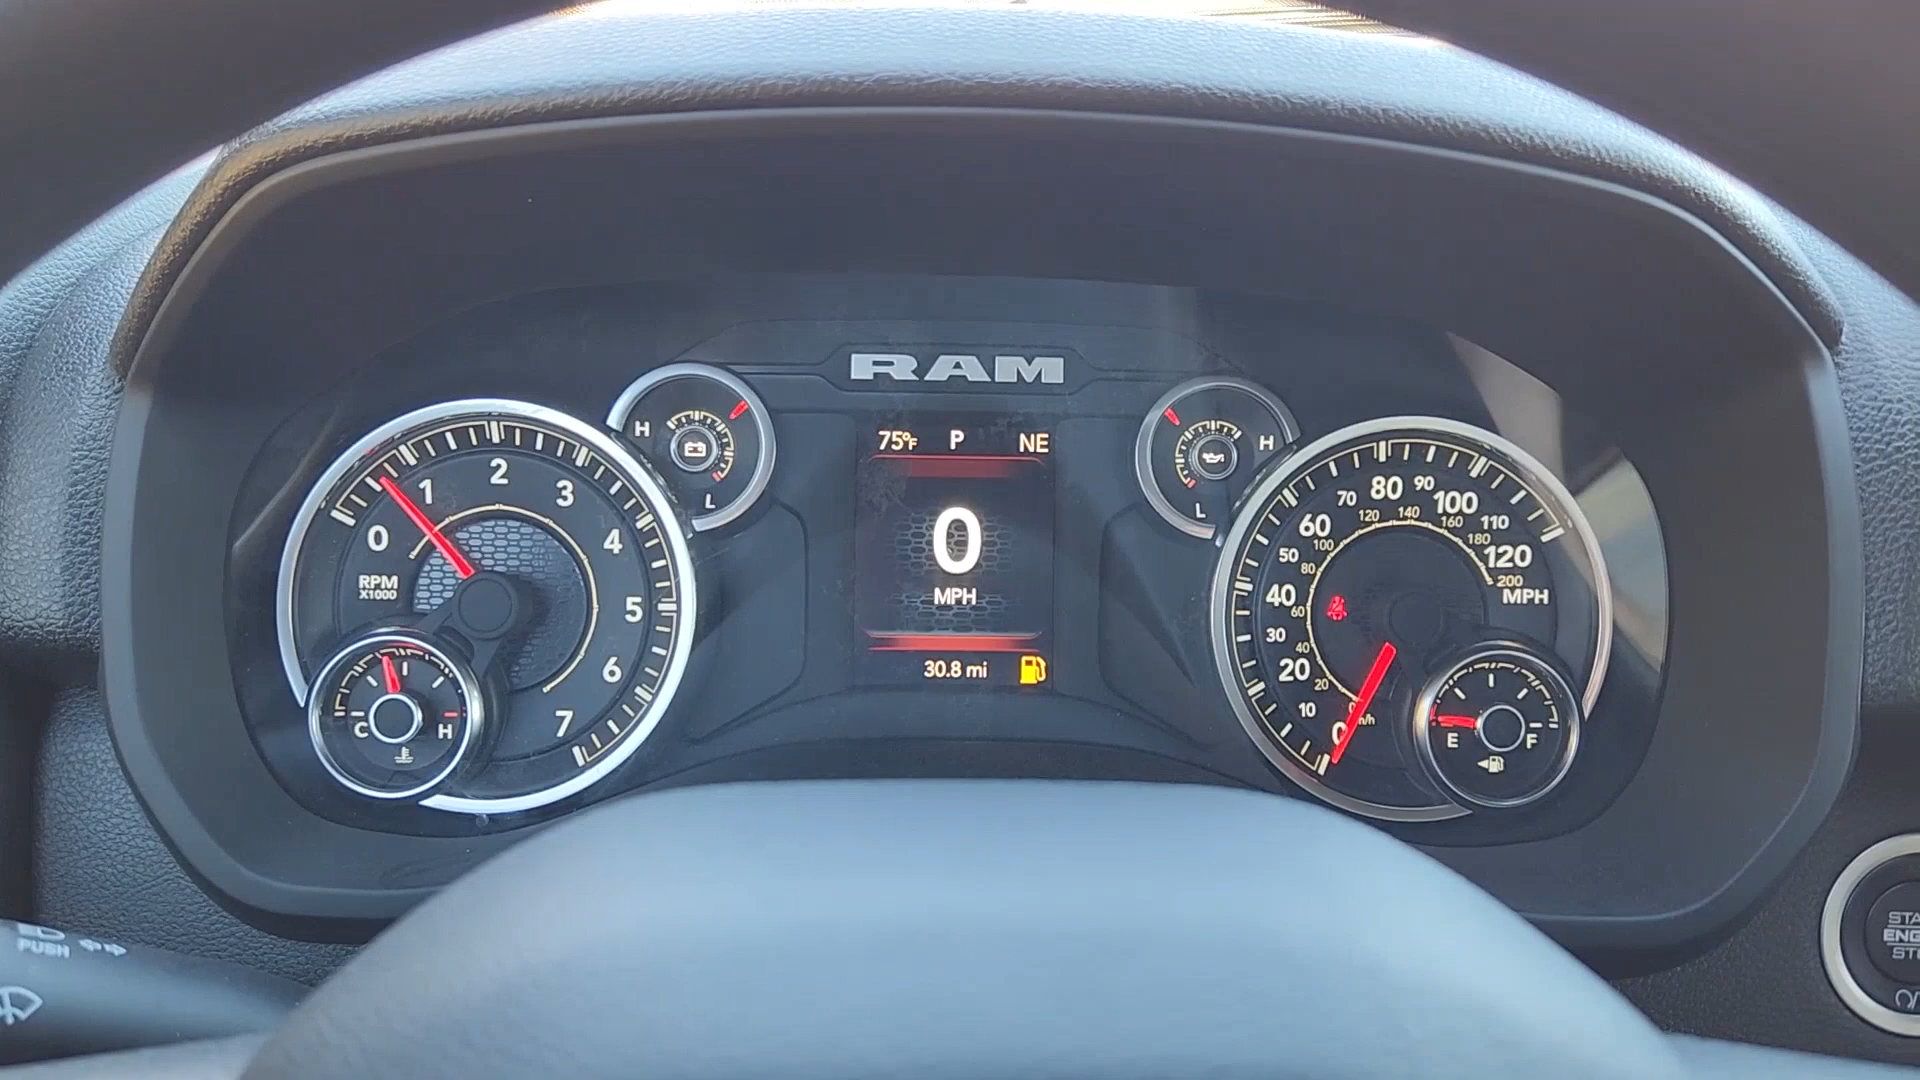 RAM
75°F P NE
0
MPH
30.8 mi
H
L
H
L
0 1 2 3 4 5 6 7
RPM
X1000
C H
0 10 20 30 40 50 60 70 80 90 100 110 120
MPH
20 40 60 80 100 120 140 160 180 200
E F
PUSH